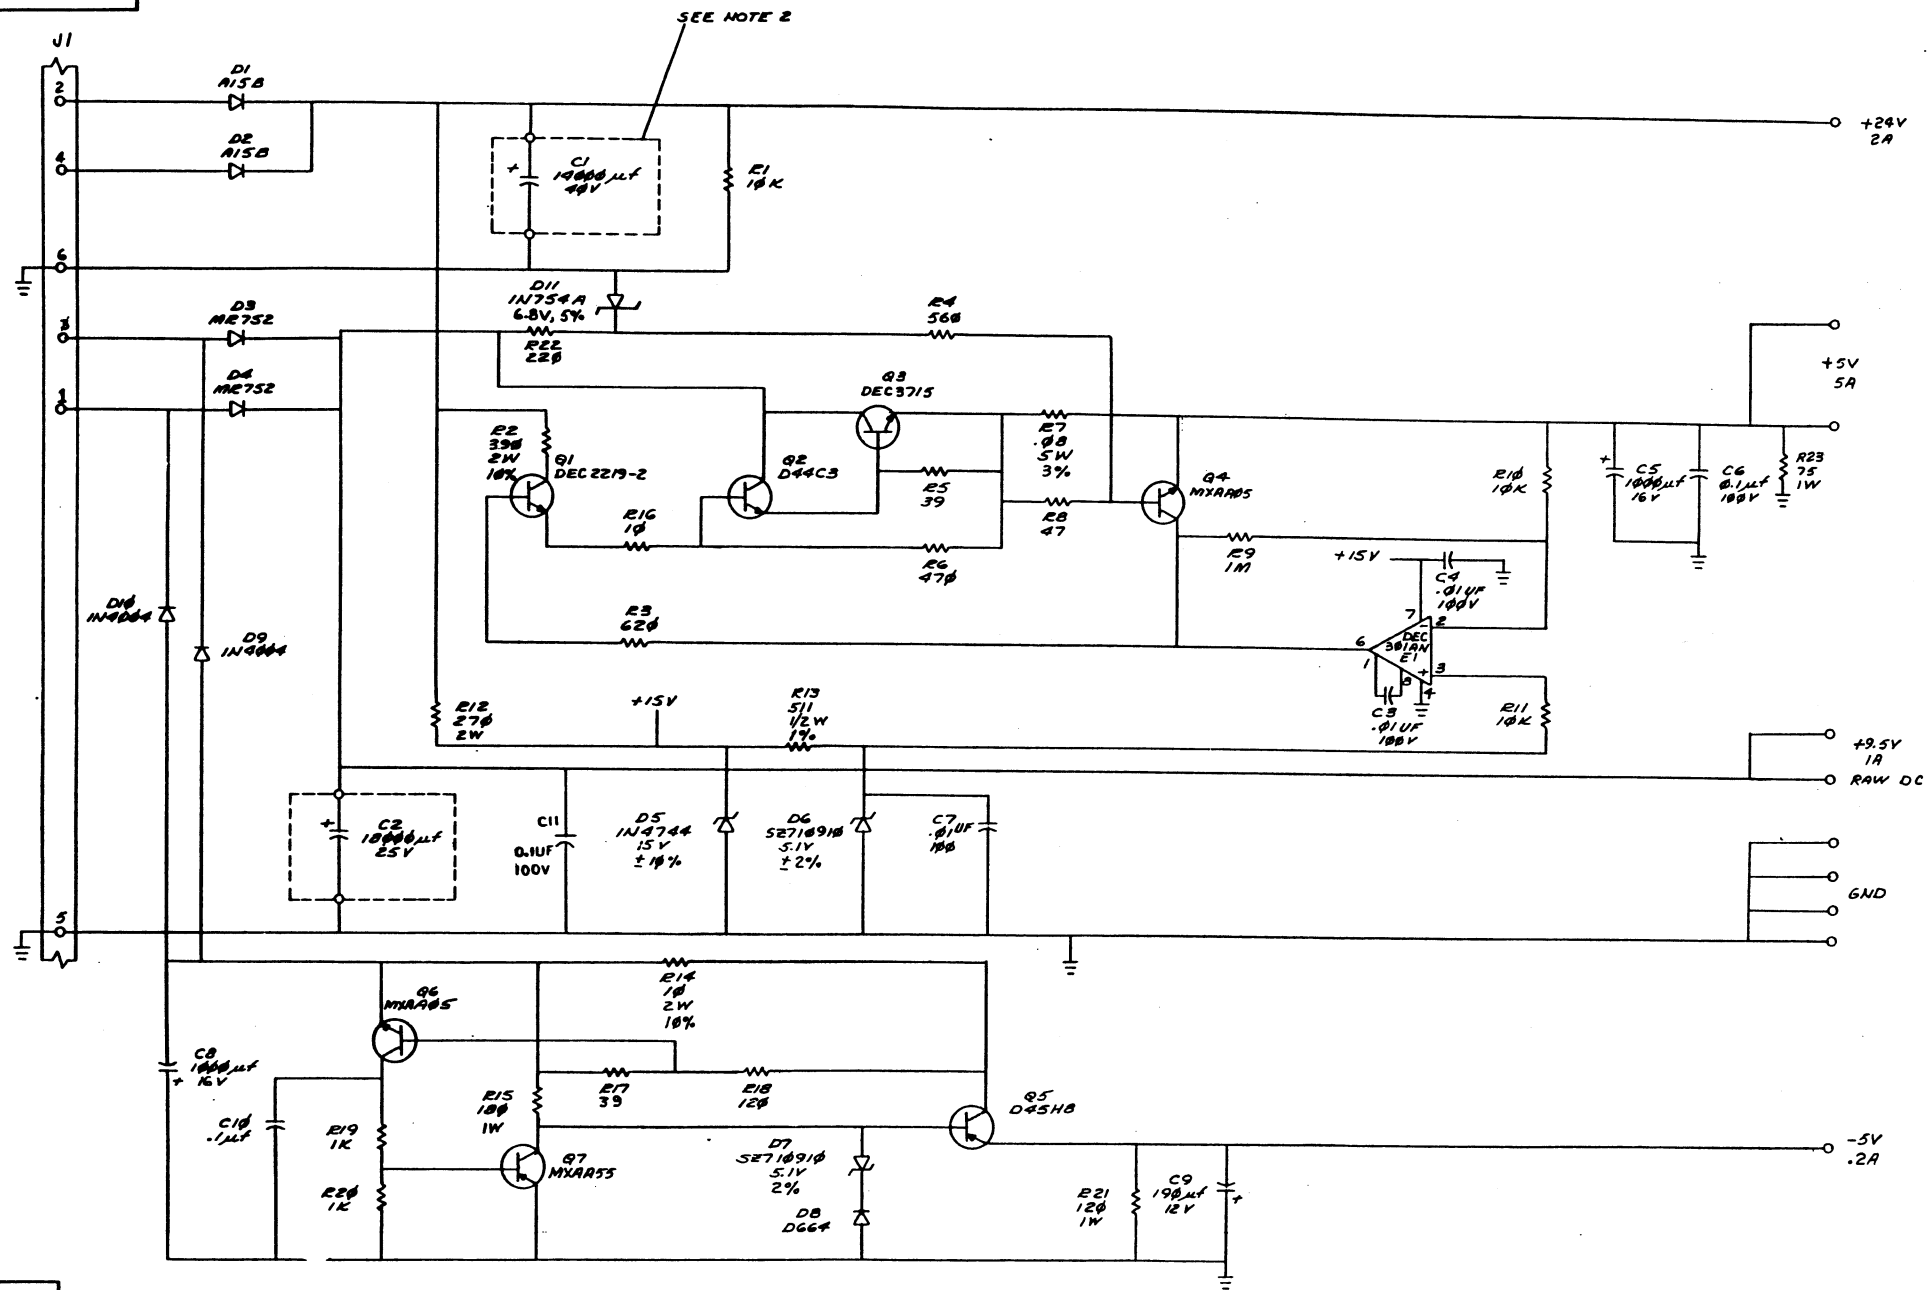 SEE NOTE 2
J1
2
D1
A15B
4
D2
A15B
C1
+
14000 µf
40V
R1
10K
+24V
2A
6
D11
1N754A
6.8V, 5%
D3
MR752
3
R22
220
R4
560
D4
MR752
1
R2
390
2W
10%
Q1
DEC2219-2
Q2
D44C3
Q3
DEC3715
R7
.08
5W
3%
R5
39
R8
47
R16
10
R6
470
Q4
MXAA05
R9
1M
R10
10K
+
C5
1000µf
16V
C6
0.1µf
100V
R23
75
1W
+5V
5A
+15V
C4
.01UF
100V
7
2
-
DEC
301AN
E1
6
1
8
+
3
4
C3
.01UF
100V
R11
10K
D10
1N4004
D9
1N4004
R3
620
R12
270
2W
+15V
R13
511
1/2W
1%
+9.5V
1A
RAW DC
+
C2
18000µf
25V
C11
0.1UF
100V
D5
1N4744
15V
±10%
D6
SZ710910
5.1V
±2%
C7
.01UF
100
GND
5
Q6
MXAA05
R14
10
2W
10%
C8
1000µf
+ 16V
C10
.1µf
R19
1K
R20
1K
R15
180
1W
R17
39
R18
120
Q5
D45H8
Q7
MXAA55
D7
SZ710910
5.1V
2%
D8
D664
R21
120
1W
C9
190µf
12V
+
-5V
.2A